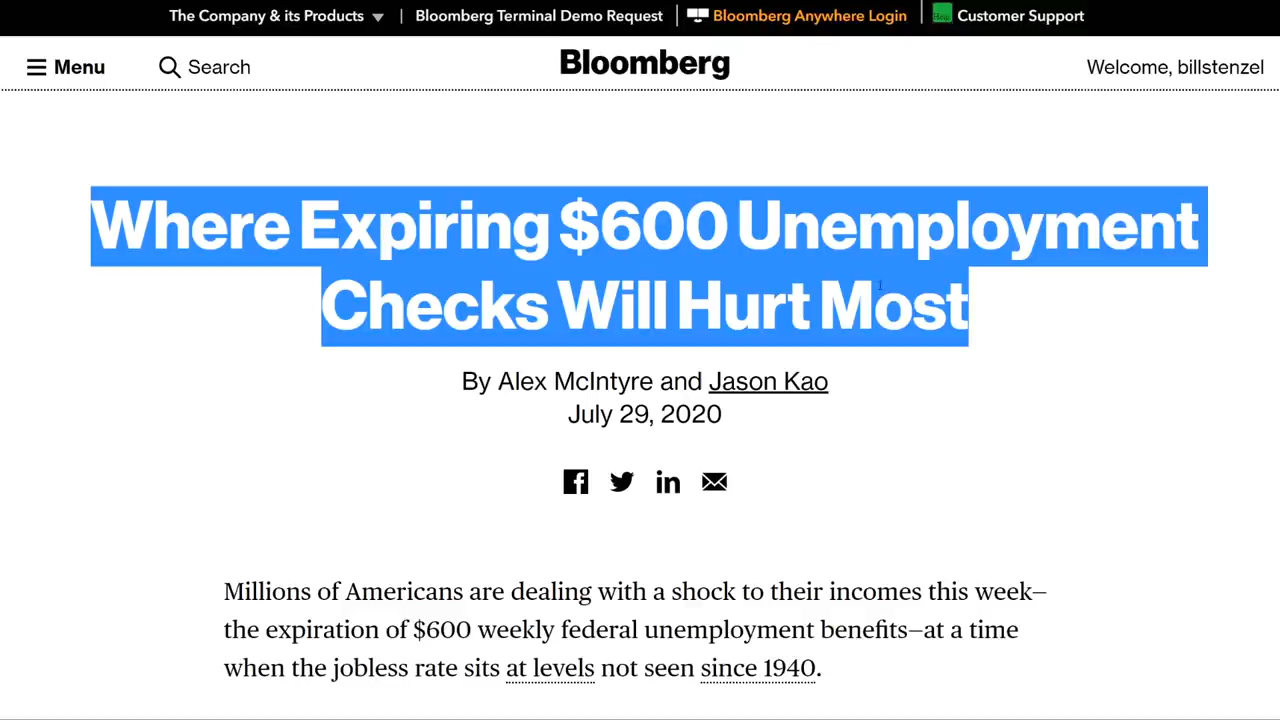 The Company & its Products | Bloomberg Terminal Demo Request | Bloomberg Anywhere Login | Customer Support
Menu Search Bloomberg Welcome, billstenzel
Where Expiring $600 Unemployment
Checks Will Hurt Most
By Alex McIntyre and Jason Kao
July 29, 2020
Millions of Americans are dealing with a shock to their incomes this week—
the expiration of $600 weekly federal unemployment benefits—at a time
when the jobless rate sits at levels not seen since 1940.